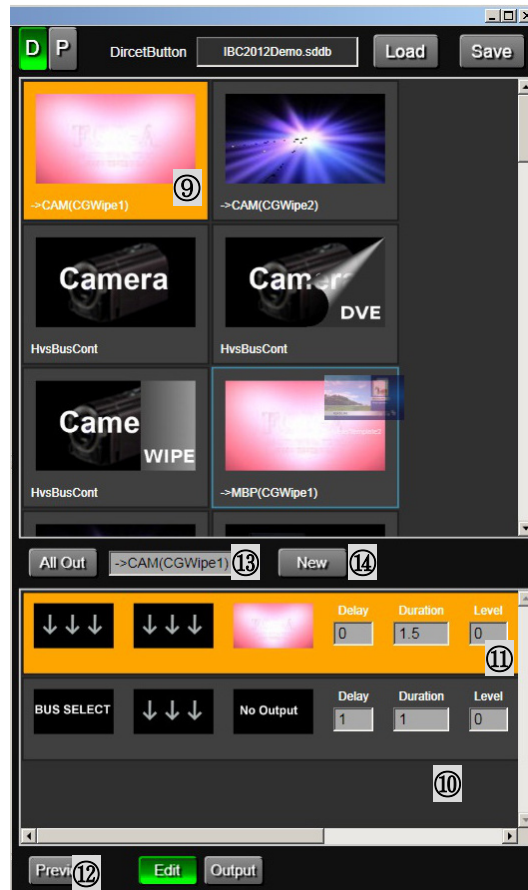 D P DircetButton IBC2012Demo.sddb Load Save
⑨
->CAM(CGWipe1) ->CAM(CGWipe2)
Camera
DVE
HvsBusCont HvsBusCont
Came
WIPE
HvsBusCont ->MBP(CGWipe1)
All Out ->CAM(CGWipe1) ⑬ New ⑭
Delay Duration Level
0 1.5 0
⑪
BUS SELECT No Output Delay Duration Level
1 1 0
⑩
Previ ⑫ Edit Output